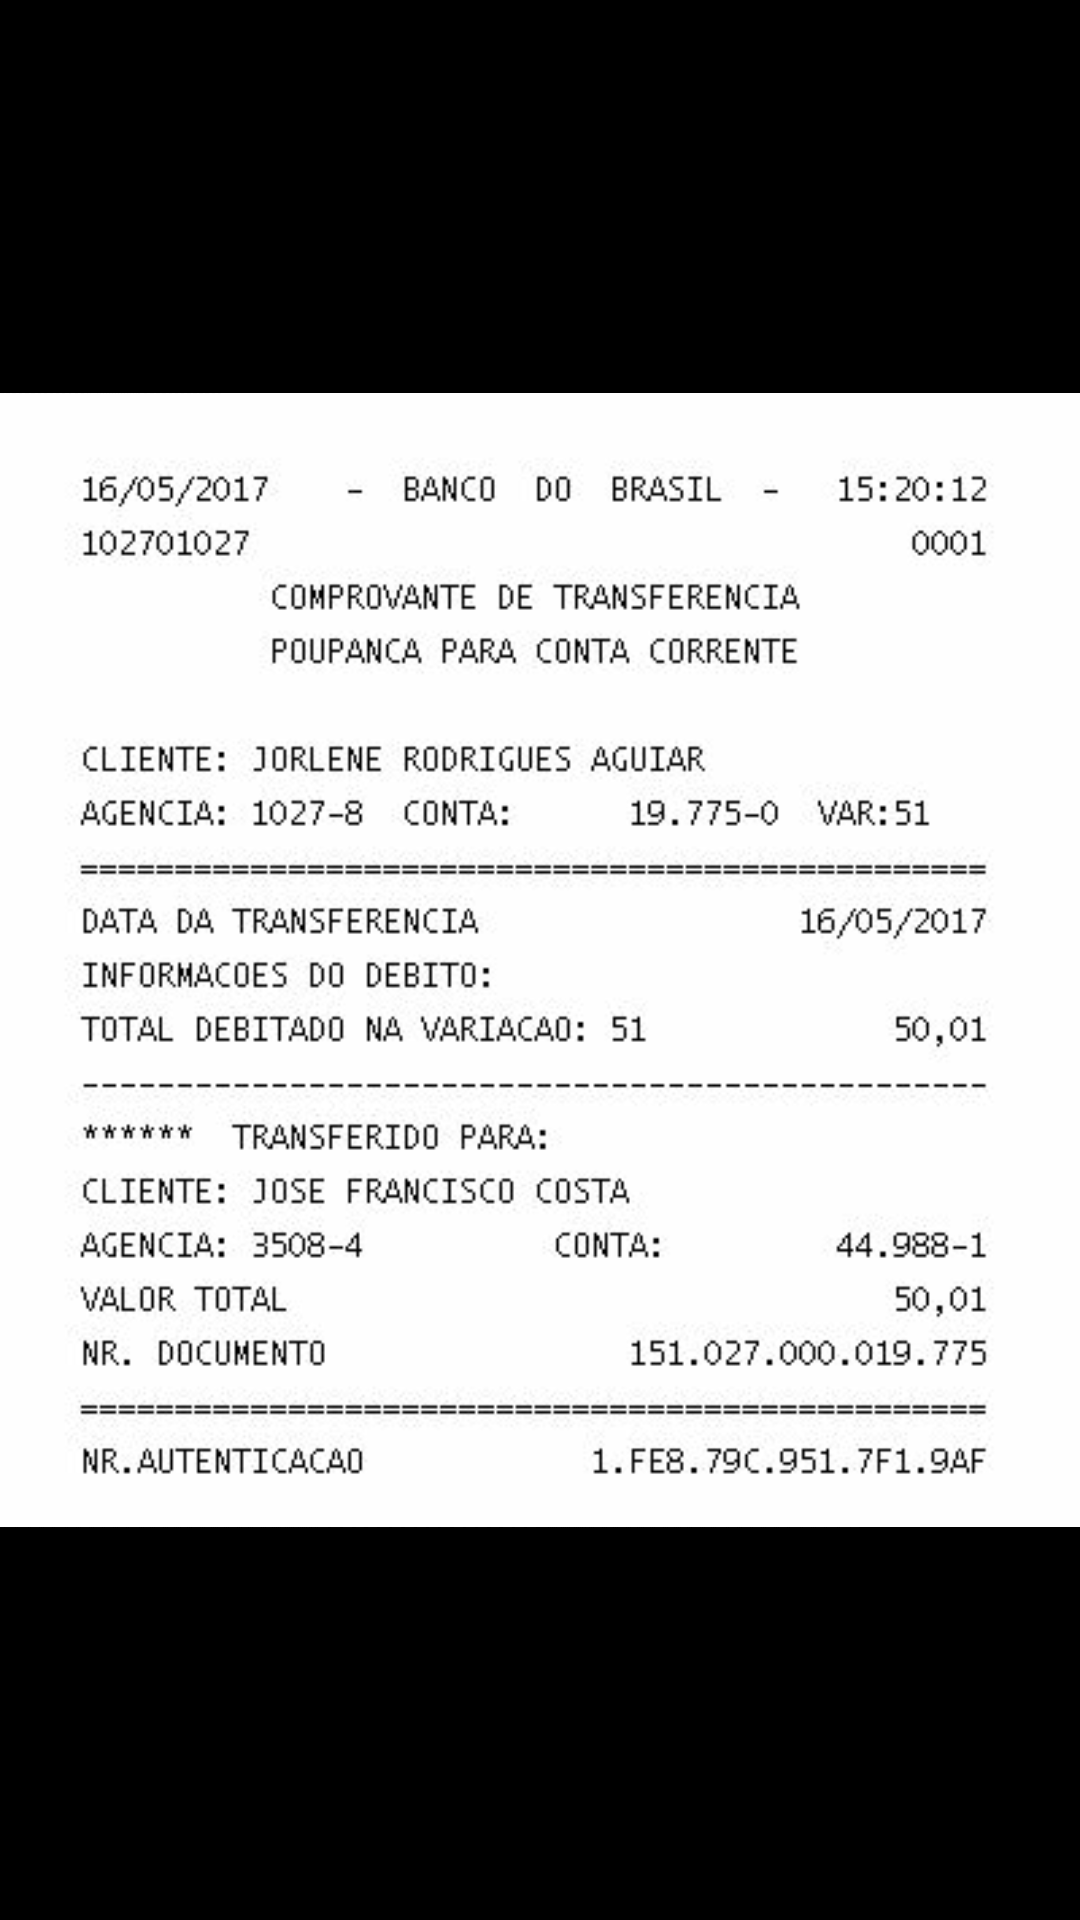 16/05/2017 - BANCO DO BRASIL - 15:20:12
102701027 0001
COMPROVANTE DE TRANSFERENCIA
POUPANCA PARA CONTA CORRENTE
CLIENTE: JORLENE RODRIGUES AGUIAR
AGENCIA: 1027-8 CONTA: 19.775-0 VAR:51
================================================
DATA DA TRANSFERENCIA 16/05/2017
INFORMACOES DO DEBITO:
TOTAL DEBITADO NA VARIACAO: 51 50,01
------------------------------------------------
****** TRANSFERIDO PARA:
CLIENTE: JOSE FRANCISCO COSTA
AGENCIA: 3508-4 CONTA: 44.988-1
VALOR TOTAL 50,01
NR. DOCUMENTO 151.027.000.019.775
================================================
NR.AUTENTICACAO 1.FE8.79C.951.7F1.9AF